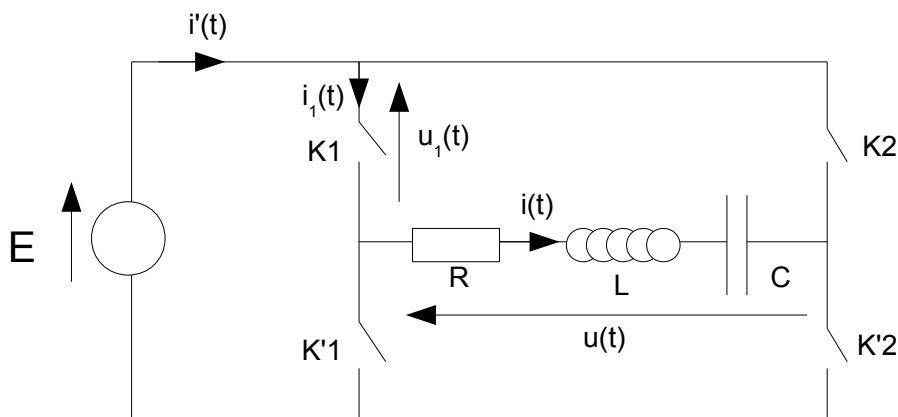 i'(t)
i₁(t)
K1
u₁(t)
K2
E
i(t)
R
L
C
K'1
u(t)
K'2